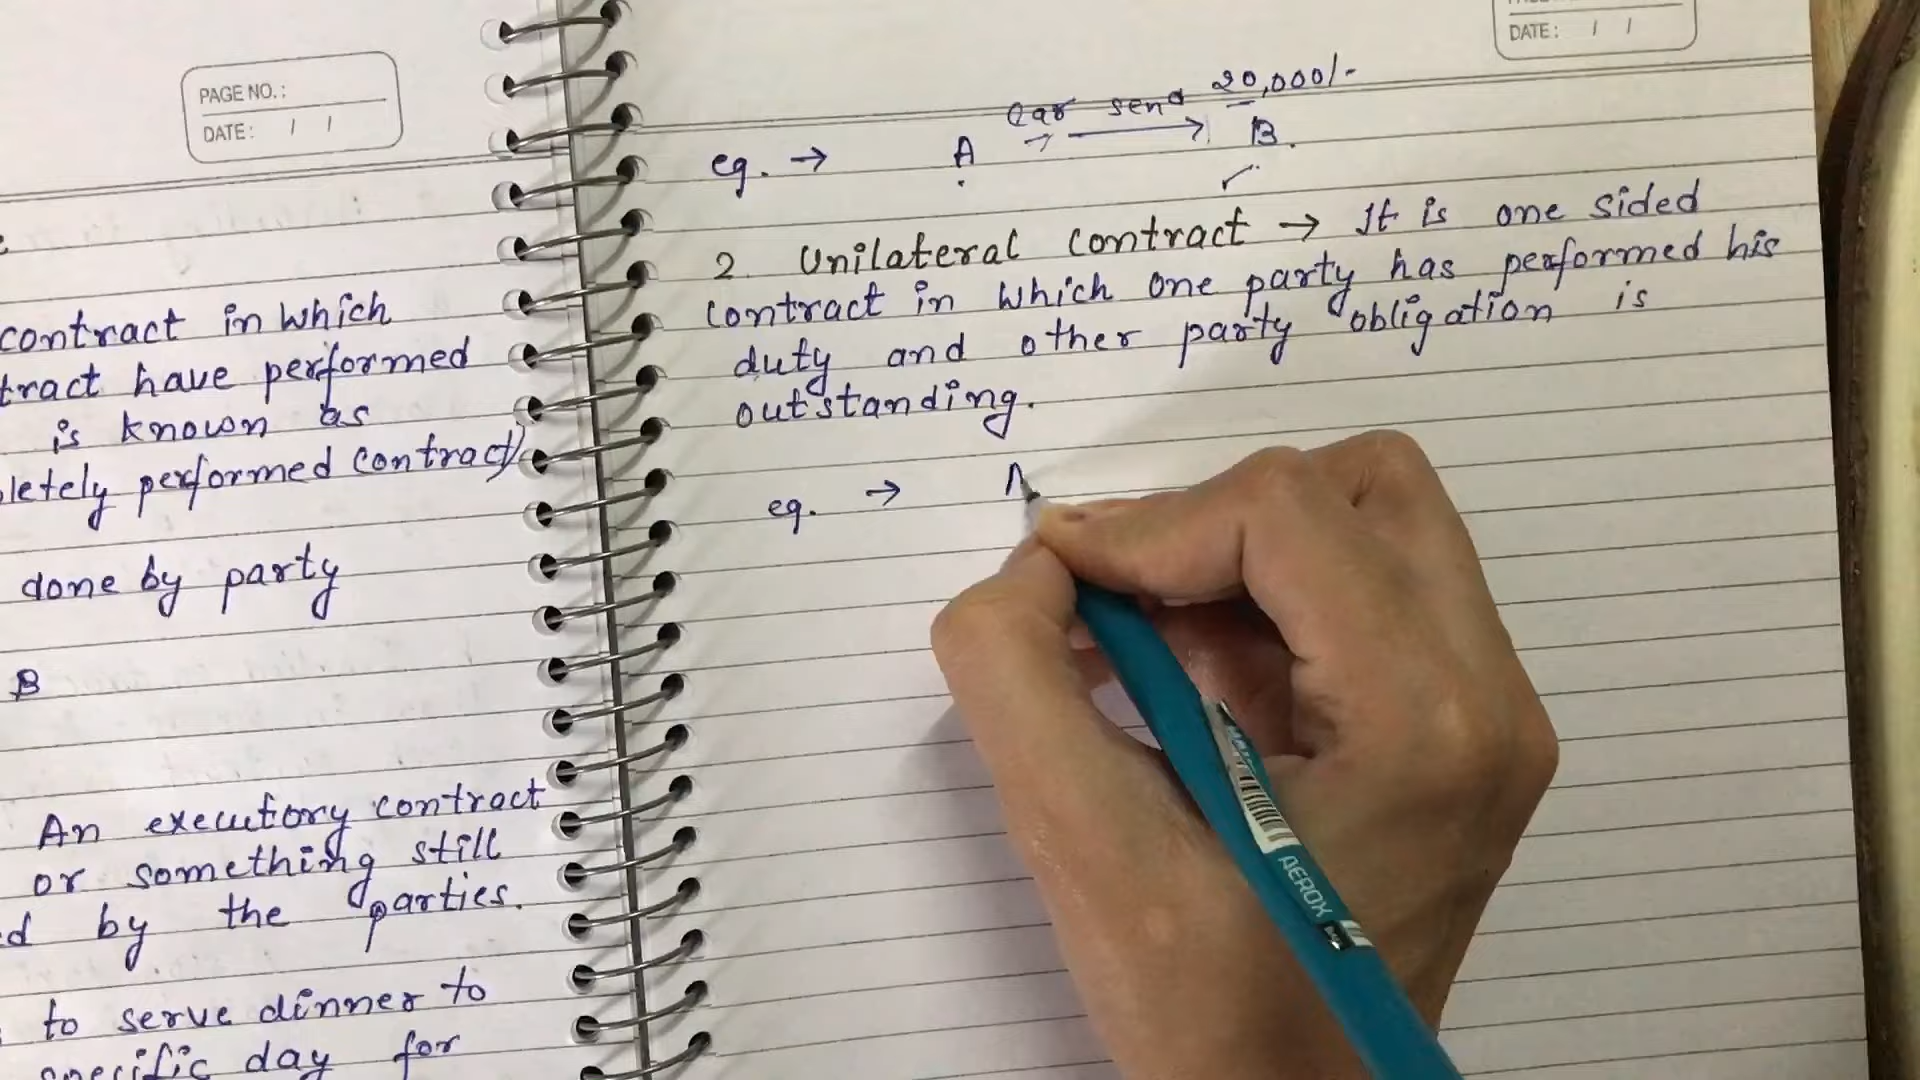 PAGE NO.:
DATE: / /
contract in which
tract have performed
is known as
letely performed contract)
done by party
B
An executory contract
or something still
ed by the parties.
to serve dinner to
specific day for
DATE: / /
Car send 20,000/-
eg. → A → → B.
2. Unilateral contract → It is one sided
contract in which one party has performed his
duty and other party obligation is
outstanding.
eg. →
AEROX